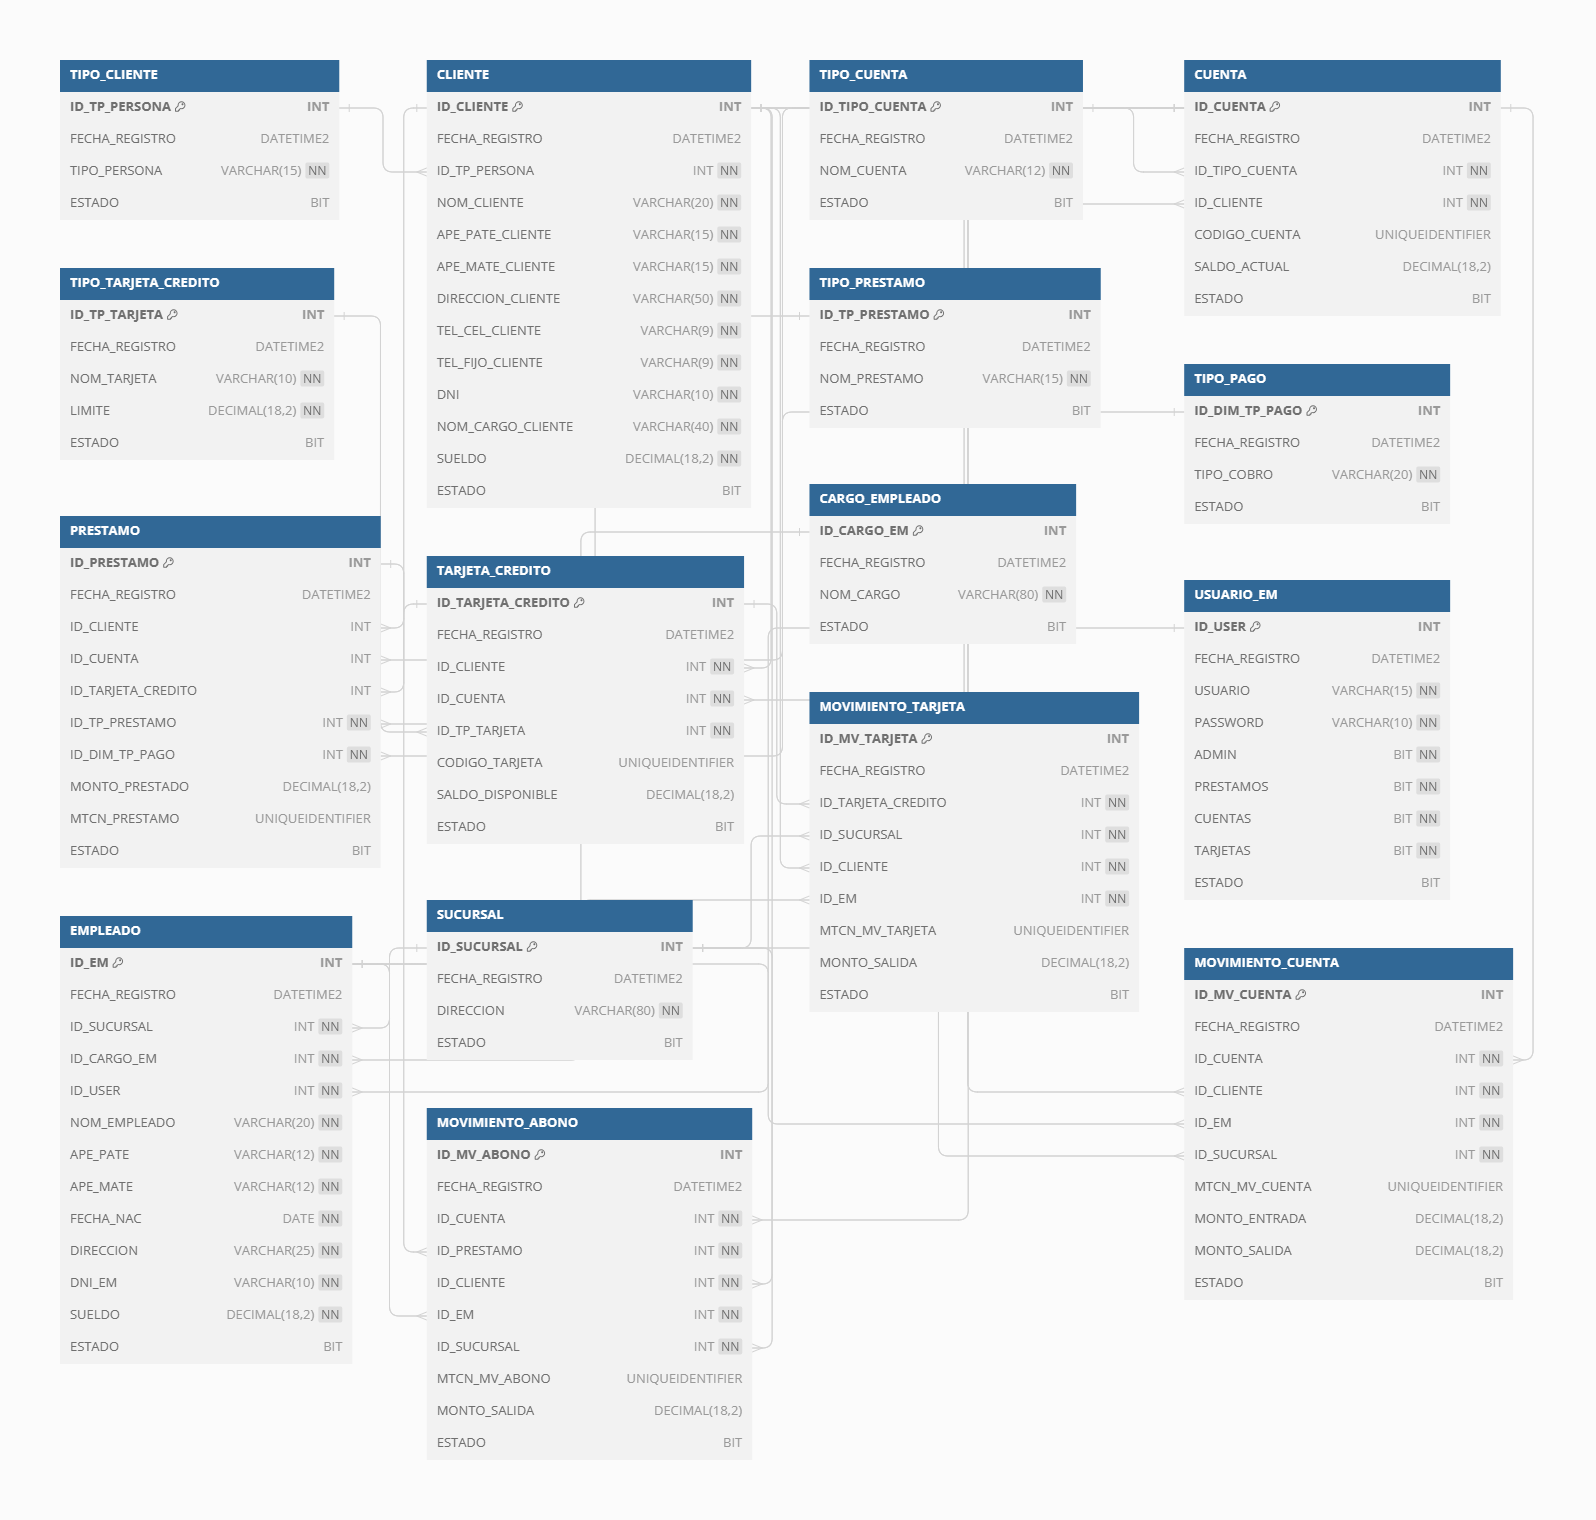 TIPO_CLIENTE
ID_TP_PERSONA INT
FECHA_REGISTRO DATETIME2
TIPO_PERSONA VARCHAR(15) NN
ESTADO BIT
TIPO_TARJETA_CREDITO
ID_TP_TARJETA INT
FECHA_REGISTRO DATETIME2
NOM_TARJETA VARCHAR(10) NN
LIMITE DECIMAL(18,2) NN
ESTADO BIT
PRESTAMO
ID_PRESTAMO INT
FECHA_REGISTRO DATETIME2
ID_CLIENTE INT
ID_CUENTA INT
ID_TARJETA_CREDITO INT
ID_TP_PRESTAMO INT NN
ID_DIM_TP_PAGO INT NN
MONTO_PRESTADO DECIMAL(18,2)
MTCN_PRESTAMO UNIQUEIDENTIFIER
ESTADO BIT
EMPLEADO
ID_EM INT
FECHA_REGISTRO DATETIME2
ID_SUCURSAL INT NN
ID_CARGO_EM INT NN
ID_USER INT NN
NOM_EMPLEADO VARCHAR(20) NN
APE_PATE VARCHAR(12) NN
APE_MATE VARCHAR(12) NN
FECHA_NAC DATE NN
DIRECCION VARCHAR(25) NN
DNI_EM VARCHAR(10) NN
SUELDO DECIMAL(18,2) NN
ESTADO BIT
CLIENTE
ID_CLIENTE INT
FECHA_REGISTRO DATETIME2
ID_TP_PERSONA INT NN
NOM_CLIENTE VARCHAR(20) NN
APE_PATE_CLIENTE VARCHAR(15) NN
APE_MATE_CLIENTE VARCHAR(15) NN
DIRECCION_CLIENTE VARCHAR(50) NN
TEL_CEL_CLIENTE VARCHAR(9) NN
TEL_FIJO_CLIENTE VARCHAR(9) NN
DNI VARCHAR(10) NN
NOM_CARGO_CLIENTE VARCHAR(40) NN
SUELDO DECIMAL(18,2) NN
ESTADO BIT
TARJETA_CREDITO
ID_TARJETA_CREDITO INT
FECHA_REGISTRO DATETIME2
ID_CLIENTE INT NN
ID_CUENTA INT NN
ID_TP_TARJETA INT NN
CODIGO_TARJETA UNIQUEIDENTIFIER
SALDO_DISPONIBLE DECIMAL(18,2)
ESTADO BIT
SUCURSAL
ID_SUCURSAL INT
FECHA_REGISTRO DATETIME2
DIRECCION VARCHAR(80) NN
ESTADO BIT
MOVIMIENTO_ABONO
ID_MV_ABONO INT
FECHA_REGISTRO DATETIME2
ID_CUENTA INT NN
ID_PRESTAMO INT NN
ID_CLIENTE INT NN
ID_EM INT NN
ID_SUCURSAL INT NN
MTCN_MV_ABONO UNIQUEIDENTIFIER
MONTO_SALIDA DECIMAL(18,2)
ESTADO BIT
TIPO_CUENTA
ID_TIPO_CUENTA INT
FECHA_REGISTRO DATETIME2
NOM_CUENTA VARCHAR(12) NN
ESTADO BIT
TIPO_PRESTAMO
ID_TP_PRESTAMO INT
FECHA_REGISTRO DATETIME2
NOM_PRESTAMO VARCHAR(15) NN
ESTADO BIT
CARGO_EMPLEADO
ID_CARGO_EM INT
FECHA_REGISTRO DATETIME2
NOM_CARGO VARCHAR(80) NN
ESTADO BIT
MOVIMIENTO_TARJETA
ID_MV_TARJETA INT
FECHA_REGISTRO DATETIME2
ID_TARJETA_CREDITO INT NN
ID_SUCURSAL INT NN
ID_CLIENTE INT NN
ID_EM INT NN
MTCN_MV_TARJETA UNIQUEIDENTIFIER
MONTO_SALIDA DECIMAL(18,2)
ESTADO BIT
CUENTA
ID_CUENTA INT
FECHA_REGISTRO DATETIME2
ID_TIPO_CUENTA INT NN
ID_CLIENTE INT NN
CODIGO_CUENTA UNIQUEIDENTIFIER
SALDO_ACTUAL DECIMAL(18,2)
ESTADO BIT
TIPO_PAGO
ID_DIM_TP_PAGO INT
FECHA_REGISTRO DATETIME2
TIPO_COBRO VARCHAR(20) NN
ESTADO BIT
USUARIO_EM
ID_USER INT
FECHA_REGISTRO DATETIME2
USUARIO VARCHAR(15) NN
PASSWORD VARCHAR(10) NN
ADMIN BIT NN
PRESTAMOS BIT NN
CUENTAS BIT NN
TARJETAS BIT NN
ESTADO BIT
MOVIMIENTO_CUENTA
ID_MV_CUENTA INT
FECHA_REGISTRO DATETIME2
ID_CUENTA INT NN
ID_CLIENTE INT NN
ID_EM INT NN
ID_SUCURSAL INT NN
MTCN_MV_CUENTA UNIQUEIDENTIFIER
MONTO_ENTRADA DECIMAL(18,2)
MONTO_SALIDA DECIMAL(18,2)
ESTADO BIT